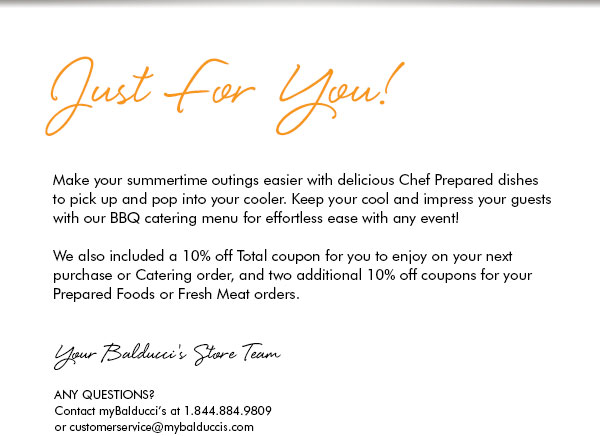 Just For You!
Make your summertime outings easier with delicious Chef Prepared dishes
to pick up and pop into your cooler. Keep your cool and impress your guests
with our BBQ catering menu for effortless ease with any event!
We also included a 10% off Total coupon for you to enjoy on your next
purchase or Catering order, and two additional 10% off coupons for your
Prepared Foods or Fresh Meat orders.
Your Balducci's Store Team
ANY QUESTIONS?
Contact myBalducci's at 1.844.884.9809
or customerservice@mybalduccis.com